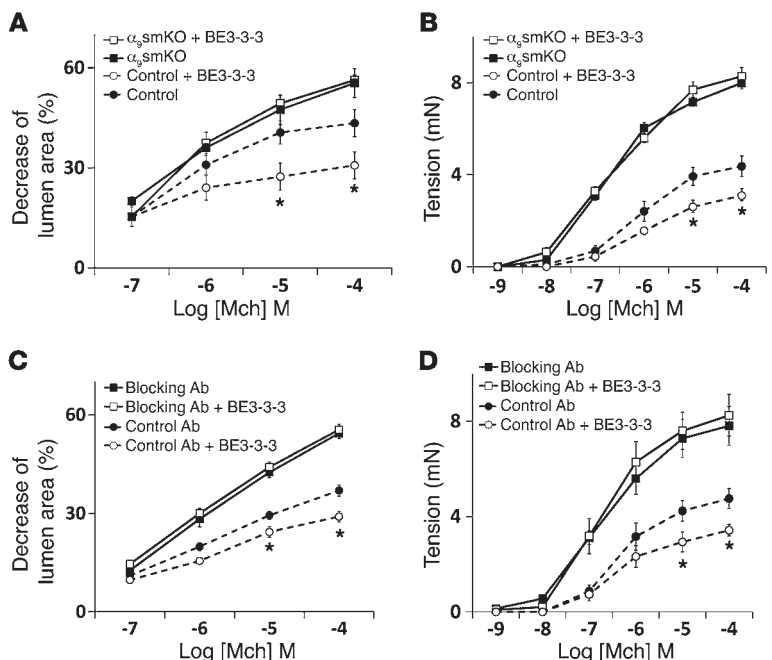 A
α9smKO + BE3-3-3
α9smKO
Control + BE3-3-3
Control
60
30
0
Decrease of
lumen area (%)
*
*
-7 -6 -5 -4
Log [Mch] M
B
α9smKO + BE3-3-3
α9smKO
Control + BE3-3-3
Control
8
4
0
Tension (mN)
*
*
-9 -8 -7 -6 -5 -4
Log [Mch] M
C
Blocking Ab
Blocking Ab + BE3-3-3
Control Ab
Control Ab + BE3-3-3
60
30
0
Decrease of
lumen area (%)
*
*
-7 -6 -5 -4
Log [Mch] M
D
Blocking Ab
Blocking Ab + BE3-3-3
Control Ab
Control Ab + BE3-3-3
8
4
0
Tension (mN)
*
*
-9 -8 -7 -6 -5 -4
Log [Mch] M